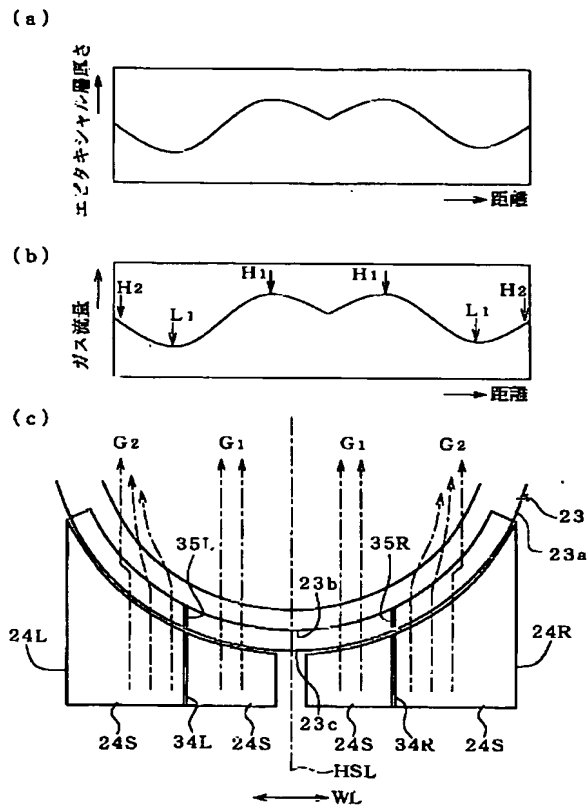 (a)
エピタキシャル層厚さ
距離
(b)
ガス流量
H2 H1 H1 H2
L1 L1
距離
(c)
G2 G1 G1 G2
23
35L 35R 23a
23b
24L 24R
23c
24S 34L 24S 24S 34R 24S
HSL
WL